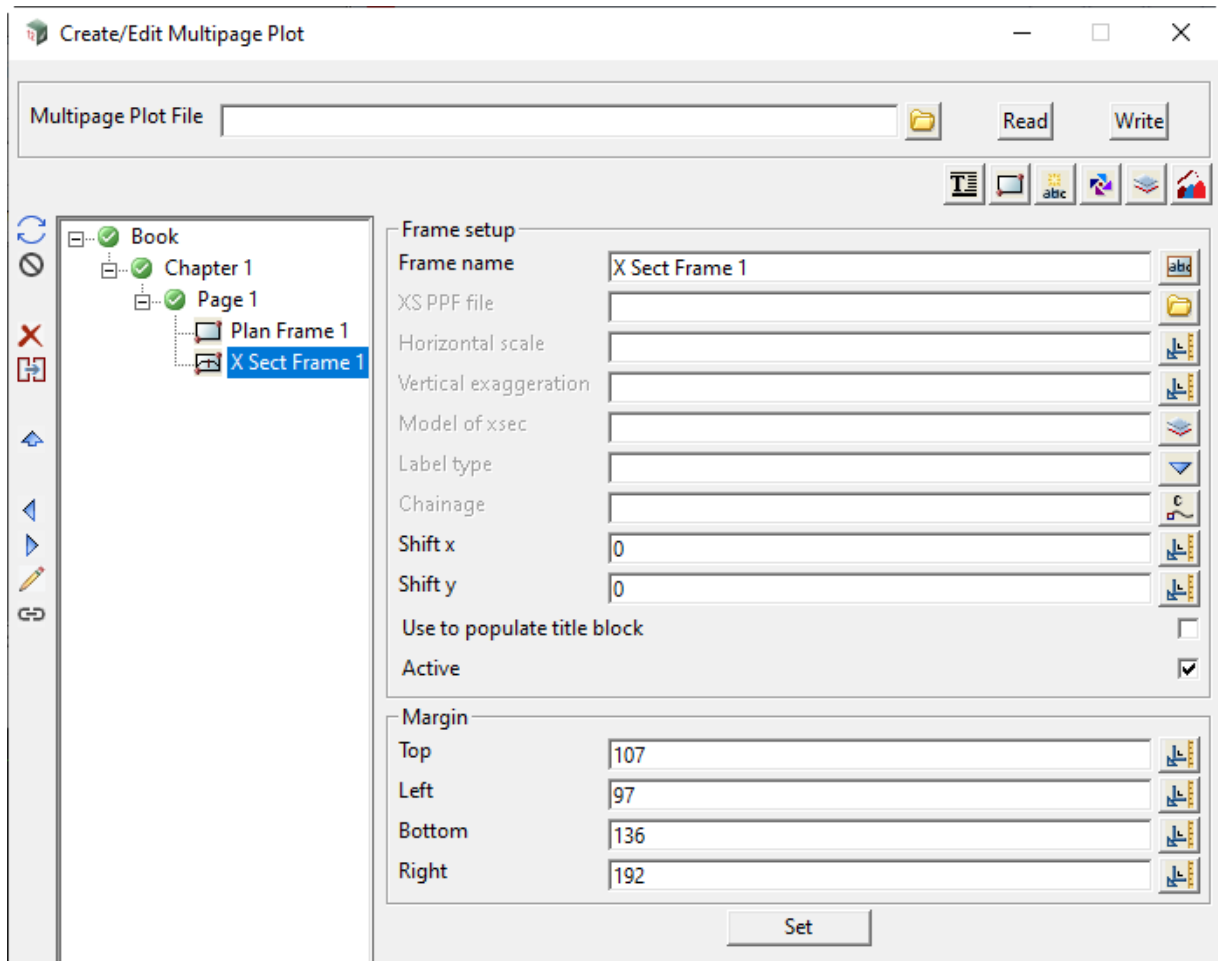 Create/Edit Multipage Plot
Multipage Plot File
Read
Write
T
abc
Book
Chapter 1
Page 1
Plan Frame 1
X Sect Frame 1
Frame setup
Frame name X Sect Frame 1 abc
XS PPF file
Horizontal scale
Vertical exaggeration
Model of xsec
Label type
Chainage C
Shift x 0
Shift y 0
Use to populate title block
Active
Margin
Top 107
Left 97
Bottom 136
Right 192
Set